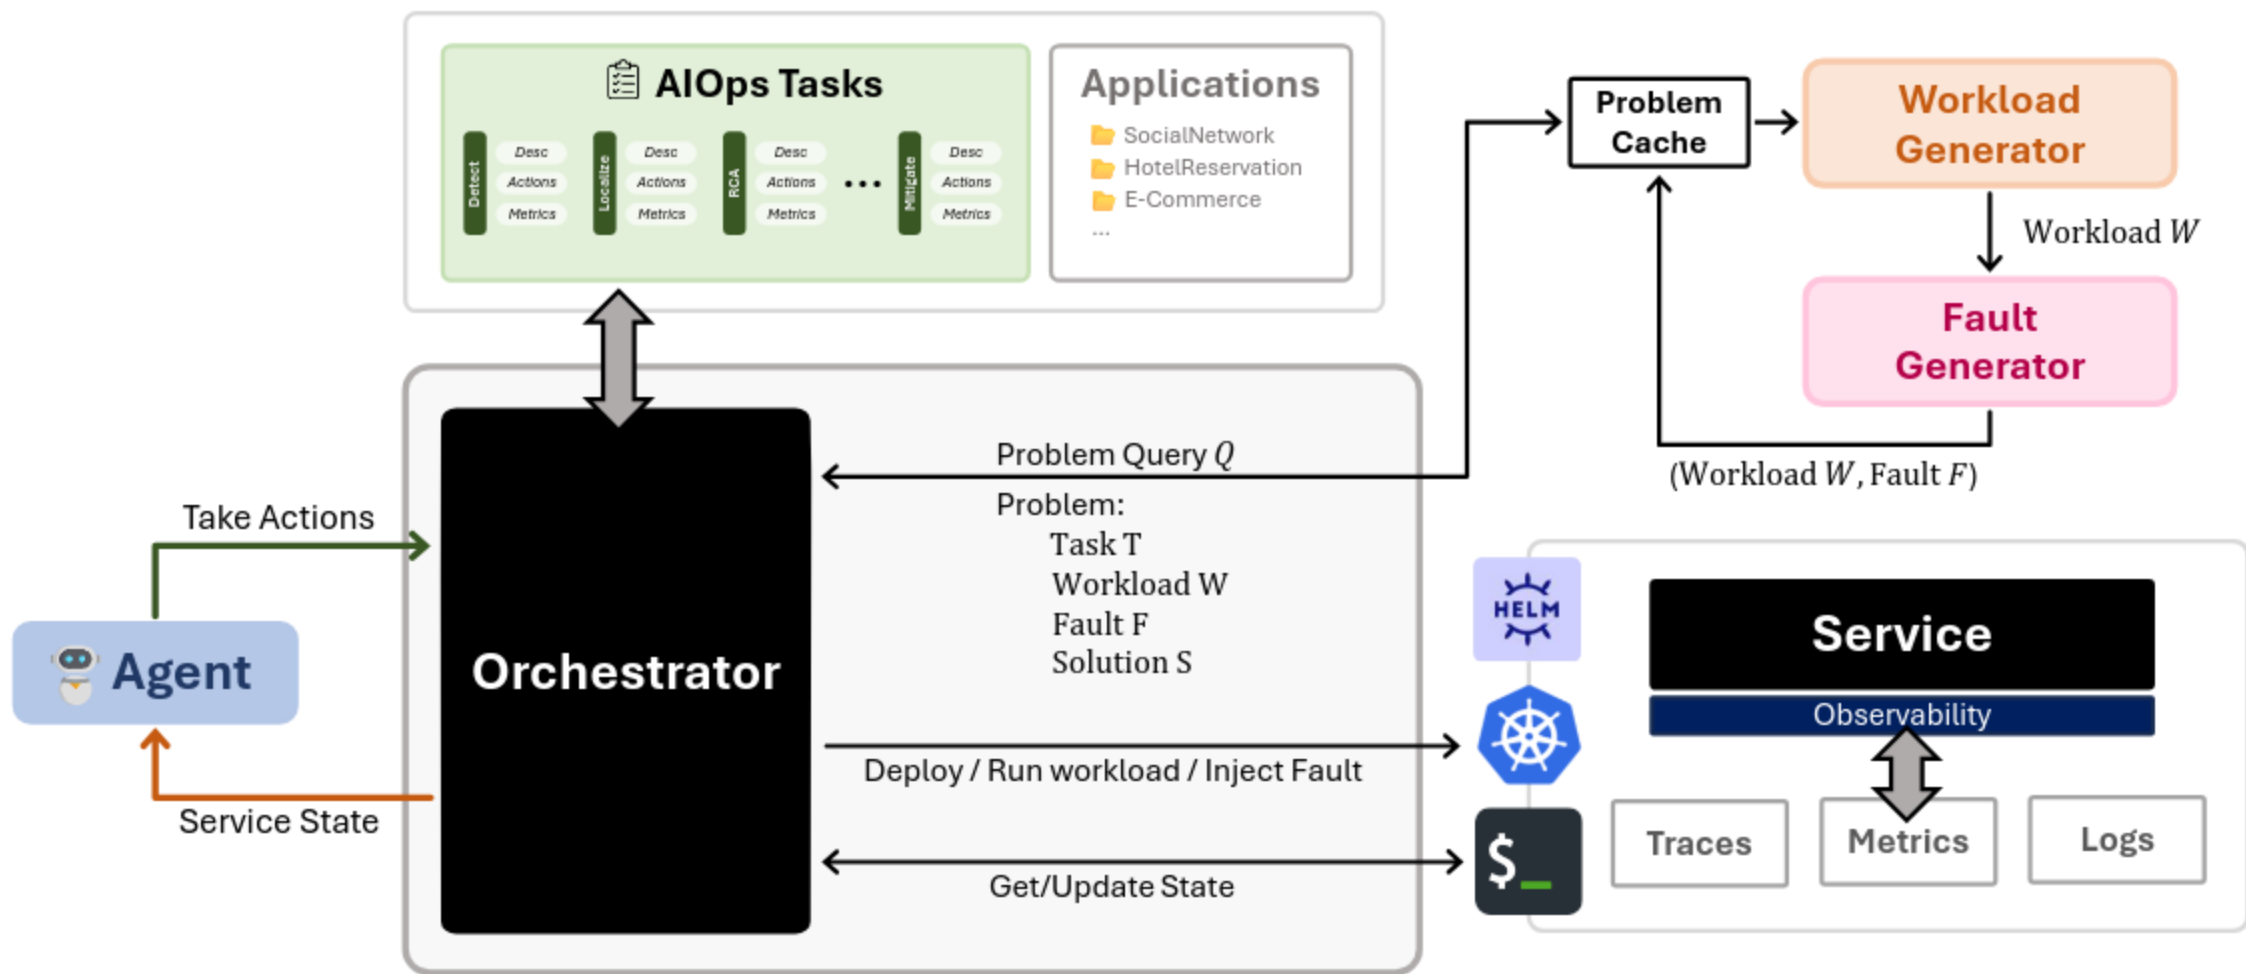 AIOps Tasks
Detect
Desc
Actions
Metrics
Localize
Desc
Actions
Metrics
RCA
Desc
Actions
Metrics
...
Mitigate
Desc
Actions
Metrics
Applications
SocialNetwork
HotelReservation
E-Commerce
...
Problem
Cache
Workload
Generator
Workload W
Fault
Generator
(Workload W, Fault F)
Take Actions
Agent
Service State
Orchestrator
Problem Query Q
Problem:
Task T
Workload W
Fault F
Solution S
Deploy / Run workload / Inject Fault
Get/Update State
HELM
$_
Service
Observability
Traces
Metrics
Logs